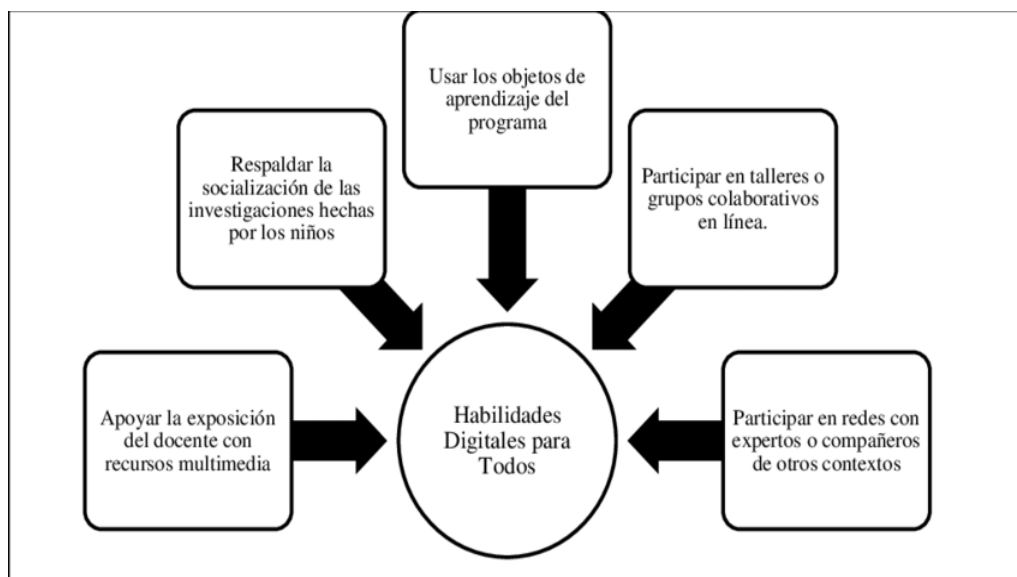 Usar los objetos de
aprendizaje del
programa
Respaldar la
socialización de las
investigaciones hechas
por los niños
Participar en talleres o
grupos colaborativos
en línea.
Apoyar la exposición
del docente con
recursos multimedia
Habilidades
Digitales para
Todos
Participar en redes con
expertos o compañeros
de otros contextos